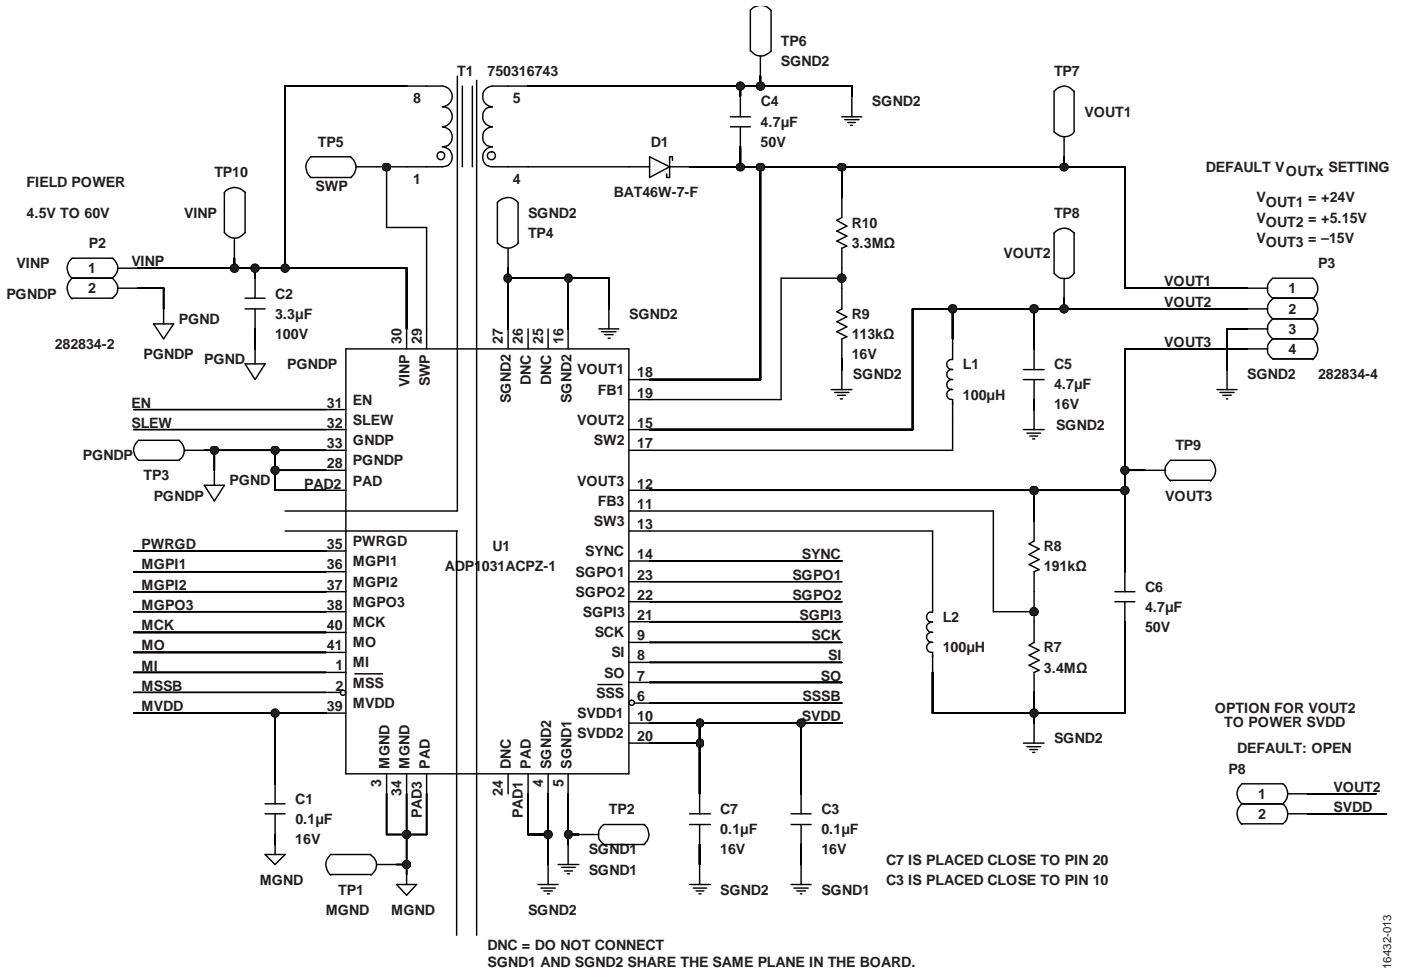 TP6
SGND2
T1 750316743
8
5
1
4
C4
4.7µF
50V
SGND2
TP7
VOUT1
TP5
SWP
D1
BAT46W-7-F
FIELD POWER
4.5V TO 60V
TP10
VINP
P2
VINP
1
VINP
PGNDP
2
PGND
PGNDP
282834-2
C2
3.3µF
100V
PGND
PGNDP
SGND2
TP4
SGND2
R10
3.3MΩ
R9
113kΩ
16V
SGND2
TP8
VOUT2
DEFAULT VOUTx SETTING
VOUT1 = +24V
VOUT2 = +5.15V
VOUT3 = –15V
P3
VOUT1
1
VOUT2
2
3
VOUT3
4
SGND2
282834-4
L1
100µH
C5
4.7µF
16V
SGND2
30
29
27
26
25
16
VINP
SWP
SGND2
DNC
DNC
SGND2
EN
31
EN
SLEW
32
SLEW
PGNDP
33
GNDP
28
PGNDP
TP3
PGND
PGNDP
PAD2
PAD
VOUT1
18
FB1
19
VOUT2
15
SW2
17
VOUT3
12
FB3
11
SW3
13
TP9
VOUT3
U1
ADP1031ACPZ-1
PWRGD
35
PWRGD
MGPI1
36
MGPI1
MGPI2
37
MGPI2
MGPO3
38
MGPO3
MCK
40
MCK
MO
41
MO
MI
1
MI
MSSB
2
MSS
MVDD
39
MVDD
SYNC
14
SYNC
SGPO1
23
SGPO1
SGPO2
22
SGPO2
SGPI3
21
SGPI3
SCK
9
SCK
SI
8
SI
SO
7
SO
SSS
6
SSSB
SVDD1
10
SVDD
SVDD2
20
R8
191kΩ
R7
3.4MΩ
SGND2
L2
100µH
C6
4.7µF
50V
MGND
MGND
PAD
DNC
PAD
SGND2
SGND1
3
34
PAD3
24
PAD1
4
5
C1
0.1µF
16V
MGND
TP1
MGND
MGND
TP2
SGND1
SGND1
SGND2
C7
0.1µF
16V
SGND2
C3
0.1µF
16V
SGND1
C7 IS PLACED CLOSE TO PIN 20
C3 IS PLACED CLOSE TO PIN 10
OPTION FOR VOUT2
TO POWER SVDD
DEFAULT: OPEN
P8
1
VOUT2
2
SVDD
DNC = DO NOT CONNECT
SGND1 AND SGND2 SHARE THE SAME PLANE IN THE BOARD.
16432-013
PGNDP